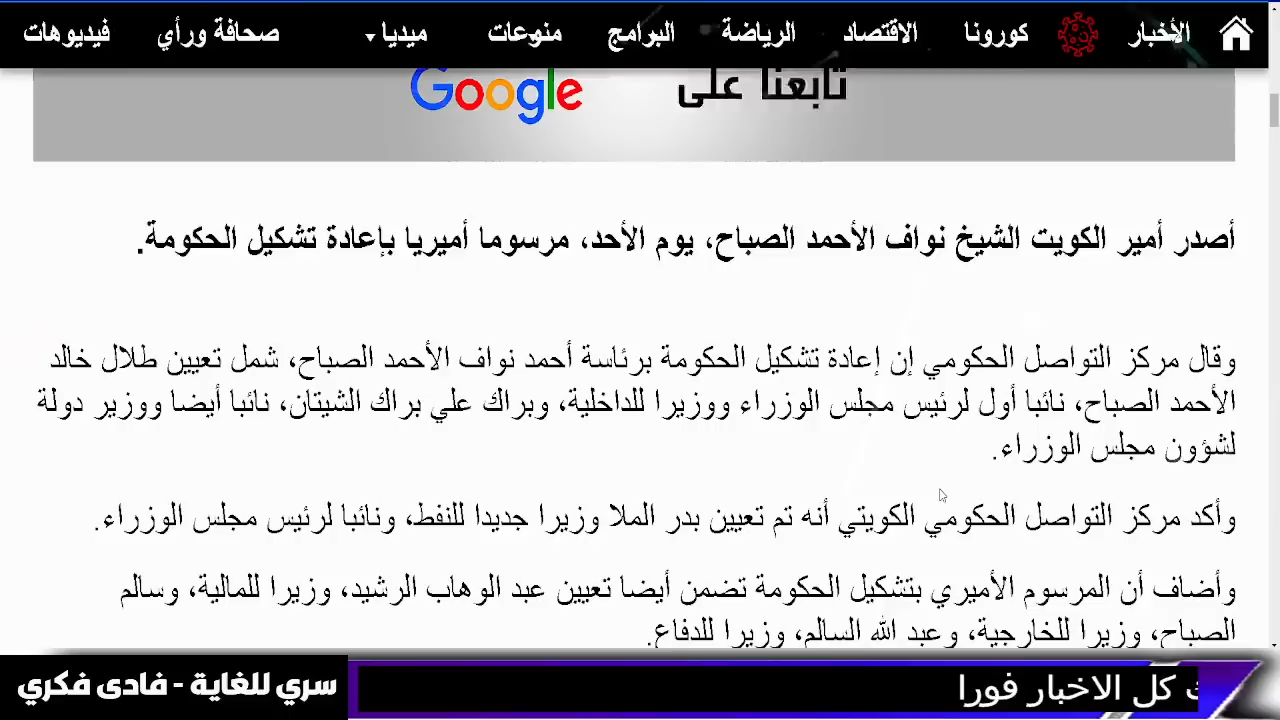 الأخبار كورونا الاقتصاد الرياضة البرامج منوعات ميديا صحافة ورأي فيديوهات
تابعنا على Google
أصدر أمير الكويت الشيخ نواف الأحمد الصباح، يوم الأحد، مرسوما أميريا بإعادة تشكيل الحكومة.
وقال مركز التواصل الحكومي إن إعادة تشكيل الحكومة برئاسة أحمد نواف الأحمد الصباح، شمل تعيين طلال خالد
الأحمد الصباح، نائبا أول لرئيس مجلس الوزراء ووزيرا للداخلية، وبراك علي براك الشيتان، نائبا أيضا ووزير دولة
لشؤون مجلس الوزراء.
وأكد مركز التواصل الحكومي الكويتي أنه تم تعيين بدر الملا وزيرا جديدا للنفط، ونائبا لرئيس مجلس الوزراء.
وأضاف أن المرسوم الأميري بتشكيل الحكومة تضمن أيضا تعيين عبد الوهاب الرشيد، وزيرا للمالية، وسالم
الصباح، وزيرا للخارجية، وعبد الله السالم، وزيرا للدفاع.
كل الاخبار فورا
سري للغاية - فادى فكري